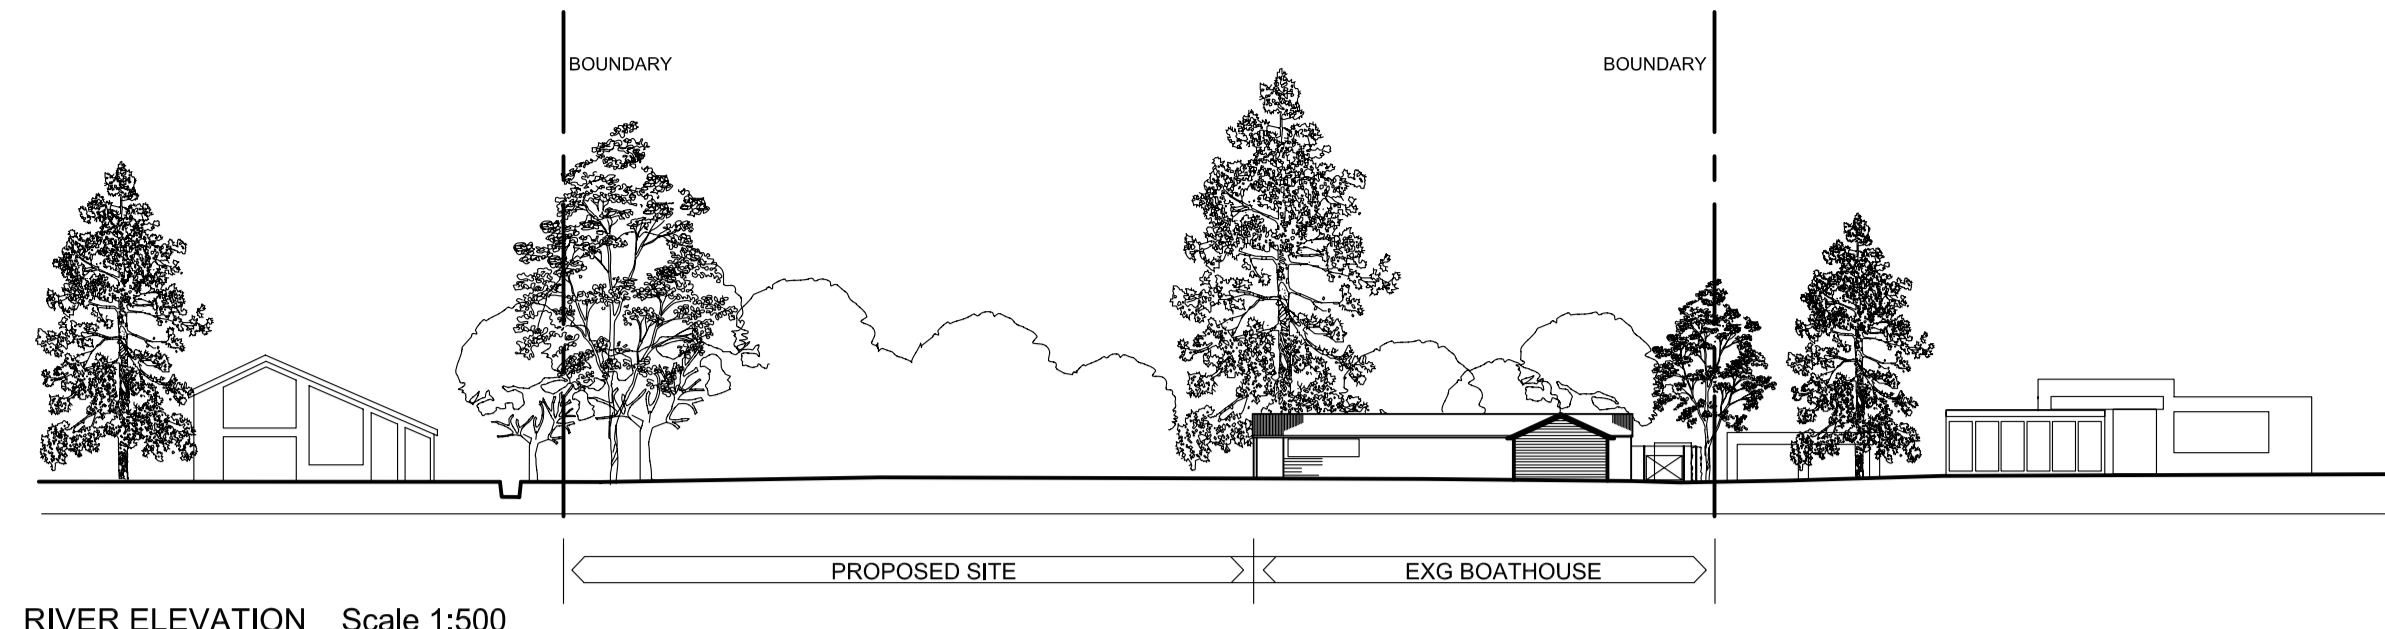 BOUNDARY
BOUNDARY
PROPOSED SITE
EXG BOATHOUSE
RIVER ELEVATION Scale 1:500